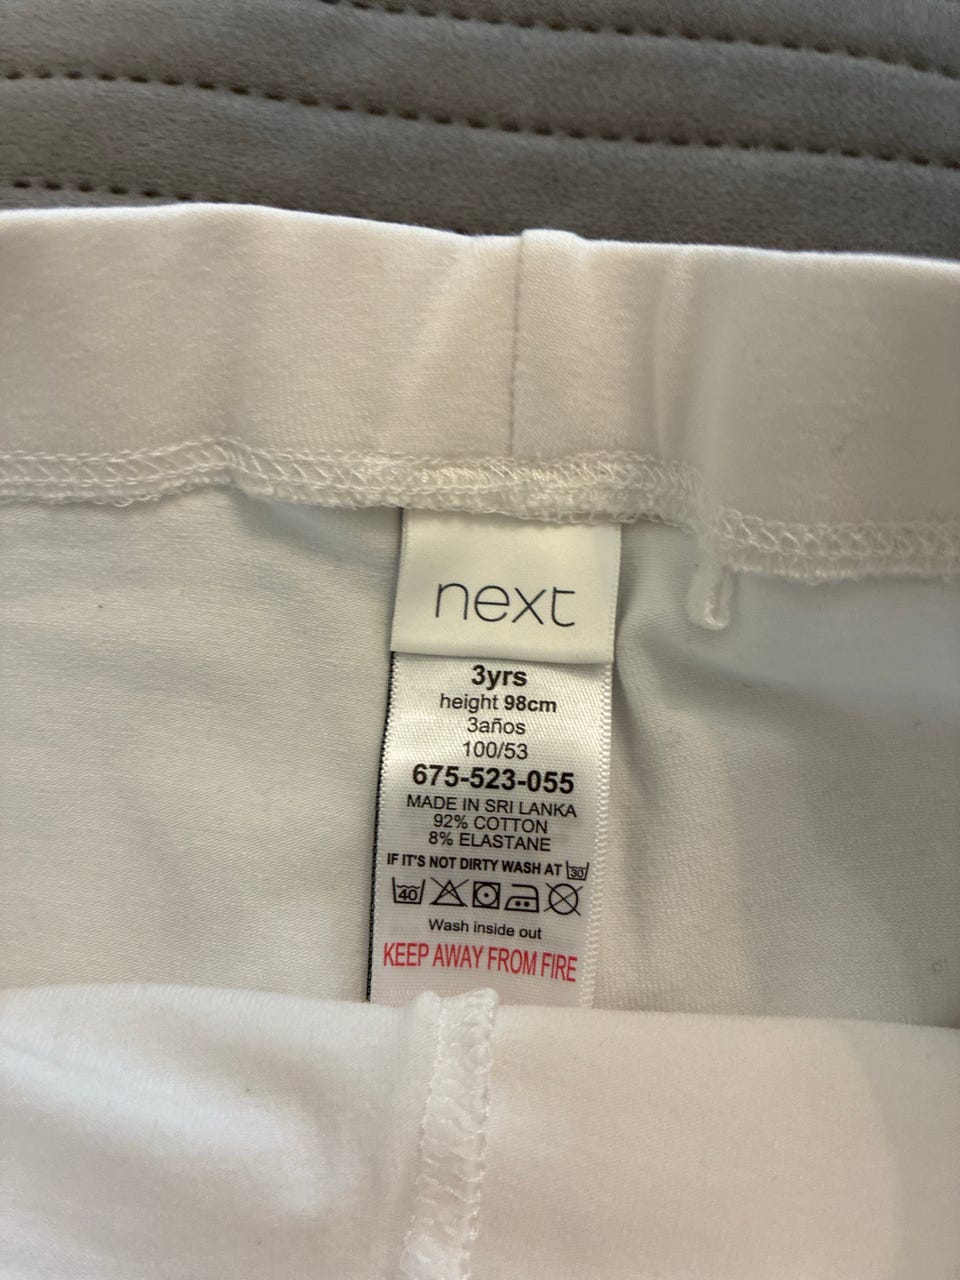 next
3yrs
height 98cm
3años
100/53
675-523-055
MADE IN SRI LANKA
92% COTTON
8% ELASTANE
IF IT'S NOT DIRTY WASH AT 30
40
Wash inside out
KEEP AWAY FROM FIRE